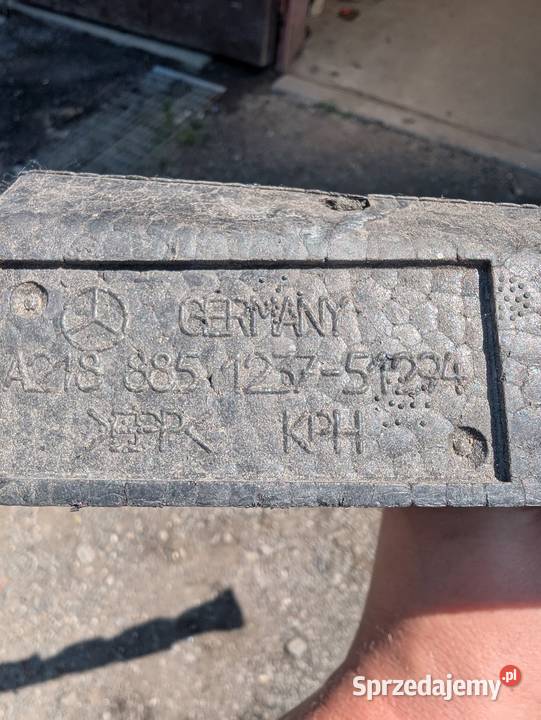 GERMANY
A218 885 1237-51294
>EPP< KPH
Sprzedajemy.pl